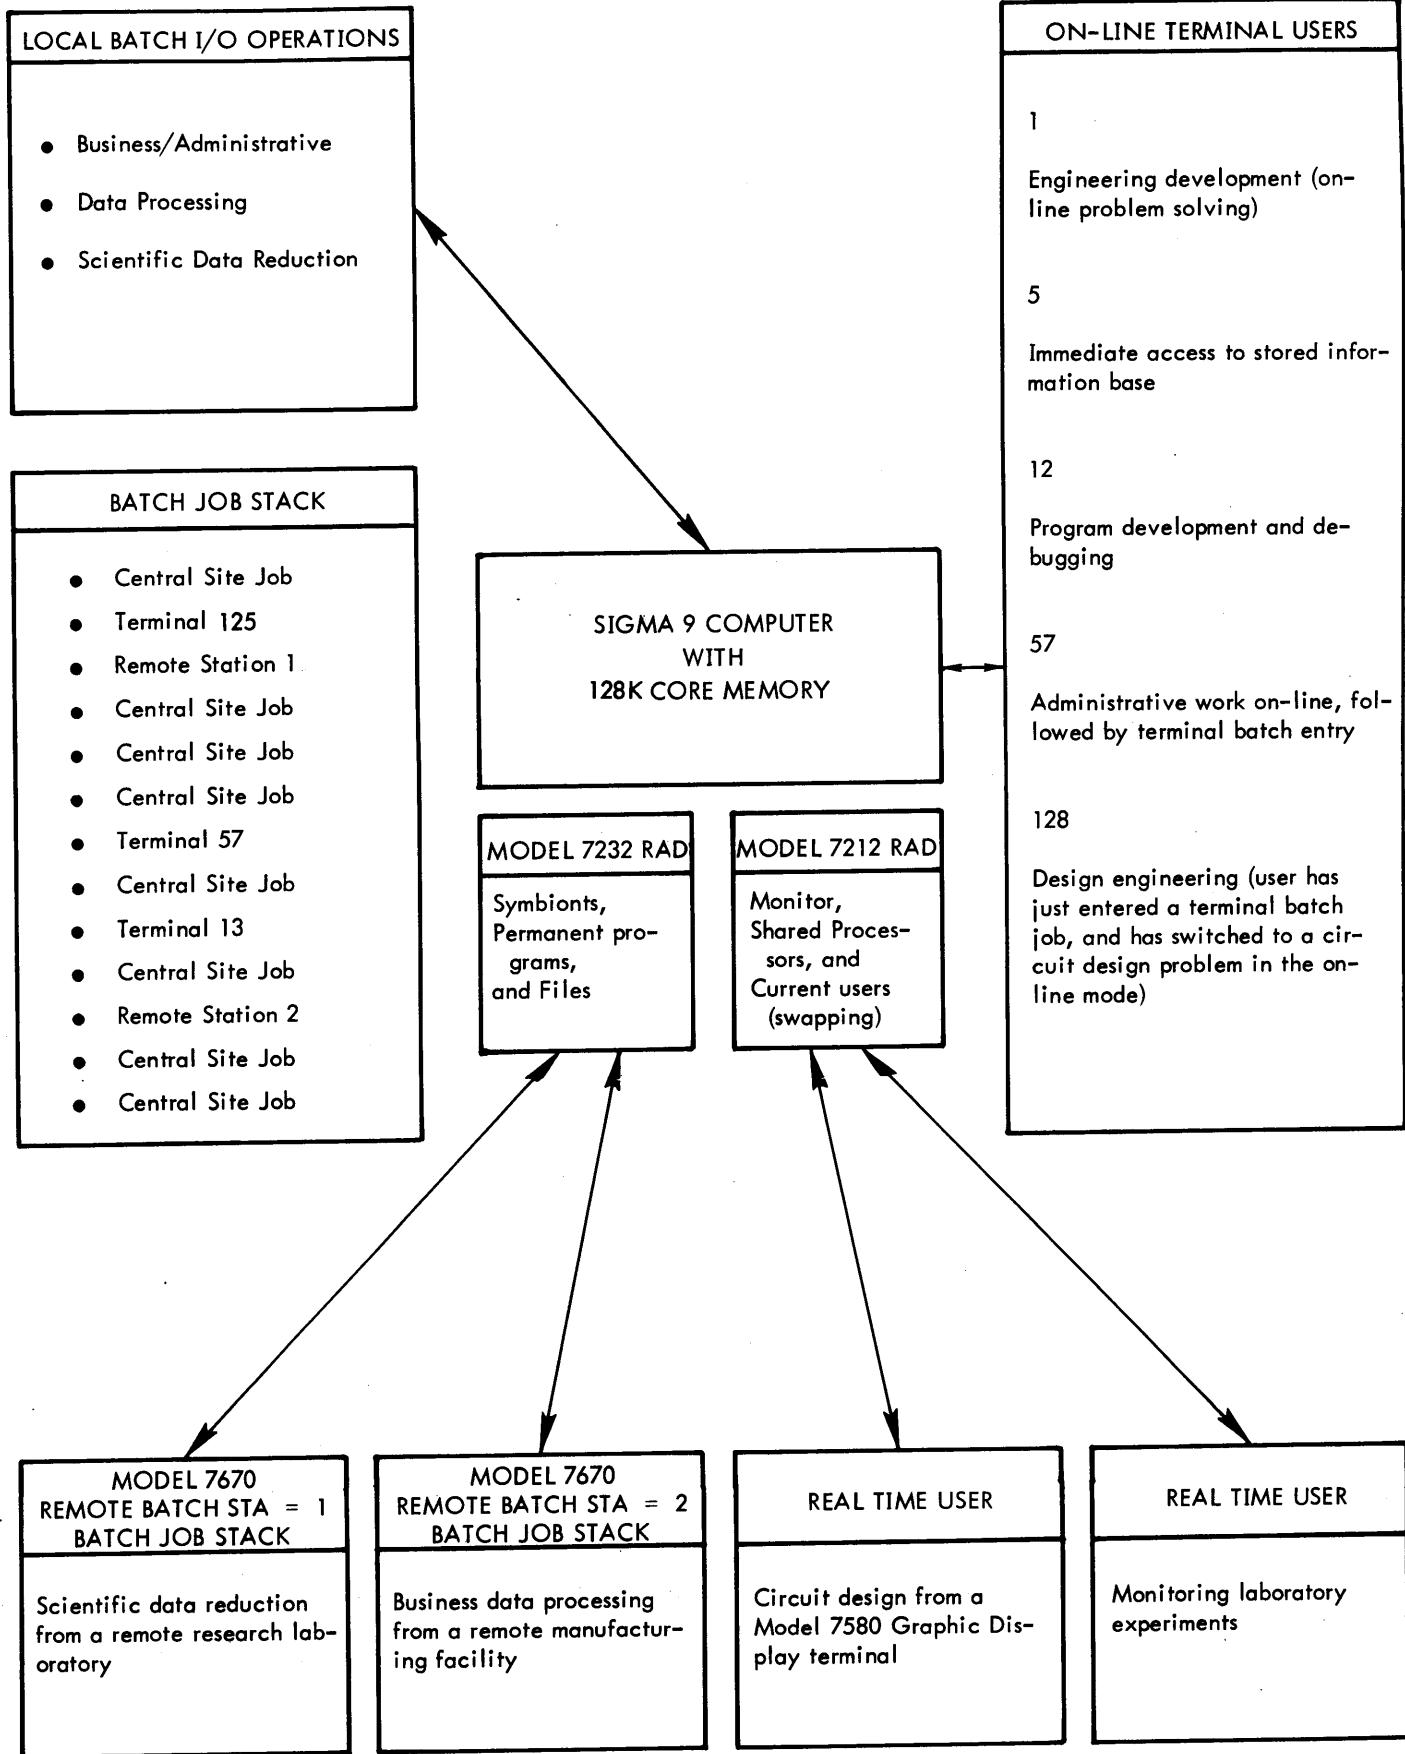 LOCAL BATCH I/O OPERATIONS
● Business/Administrative
● Data Processing
● Scientific Data Reduction
BATCH JOB STACK
● Central Site Job
● Terminal 125
● Remote Station 1
● Central Site Job
● Central Site Job
● Central Site Job
● Terminal 57
● Central Site Job
● Terminal 13
● Central Site Job
● Remote Station 2
● Central Site Job
● Central Site Job
SIGMA 9 COMPUTER
WITH
128K CORE MEMORY
MODEL 7232 RAD
Symbionts,
Permanent pro-
grams,
and Files
MODEL 7212 RAD
Monitor,
Shared Proces-
sors, and
Current users
(swapping)
ON-LINE TERMINAL USERS
1
Engineering development (on-
line problem solving)
5
Immediate access to stored infor-
mation base
12
Program development and de-
bugging
57
Administrative work on-line, fol-
lowed by terminal batch entry
128
Design engineering (user has
just entered a terminal batch
job, and has switched to a cir-
cuit design problem in the on-
line mode)
MODEL 7670
REMOTE BATCH STA = 1
BATCH JOB STACK
Scientific data reduction
from a remote research lab-
oratory
MODEL 7670
REMOTE BATCH STA = 2
BATCH JOB STACK
Business data processing
from a remote manufactur-
ing facility
REAL TIME USER
Circuit design from a
Model 7580 Graphic Dis-
play terminal
REAL TIME USER
Monitoring laboratory
experiments